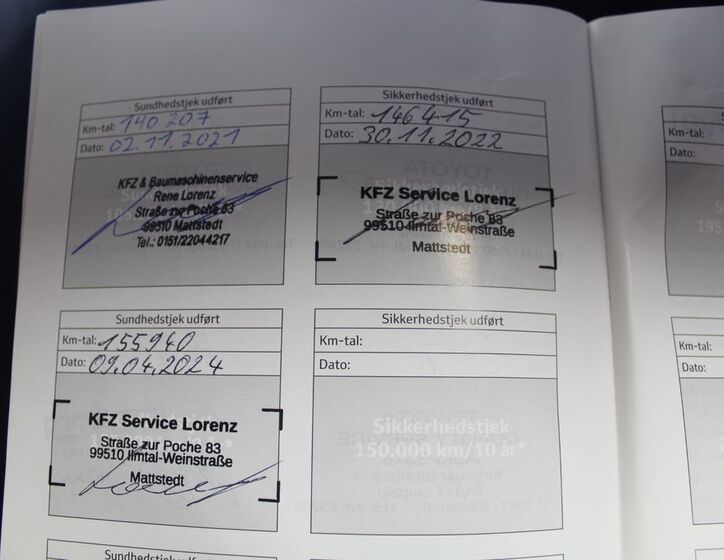 Sundhedstjek udført
Km-tal: 140 207
Dato: 02.11.2021
KFZ & Baumaschinenservice
Rene Lorenz
Straße zur Poche 83
99510 Mattstedt
Tel.: 0151/22044217
Sikkerhedstjek udført
Km-tal: 146415
Dato: 30.11.2022
KFZ Service Lorenz
Straße zur Poche 83
99510 Ilmtal-Weinstraße
Mattstedt
Km-tal:
Dato:
Sundhedstjek udført
Km-tal: 155940
Dato: 09.04.2024
KFZ Service Lorenz
Straße zur Poche 83
99510 Ilmtal-Weinstraße
Mattstedt
Sikkerhedstjek udført
Km-tal:
Dato:
Sikkerhedstjek
150.000 km/10 år*
Km-tal:
Dato:
Sundhedstjek udført